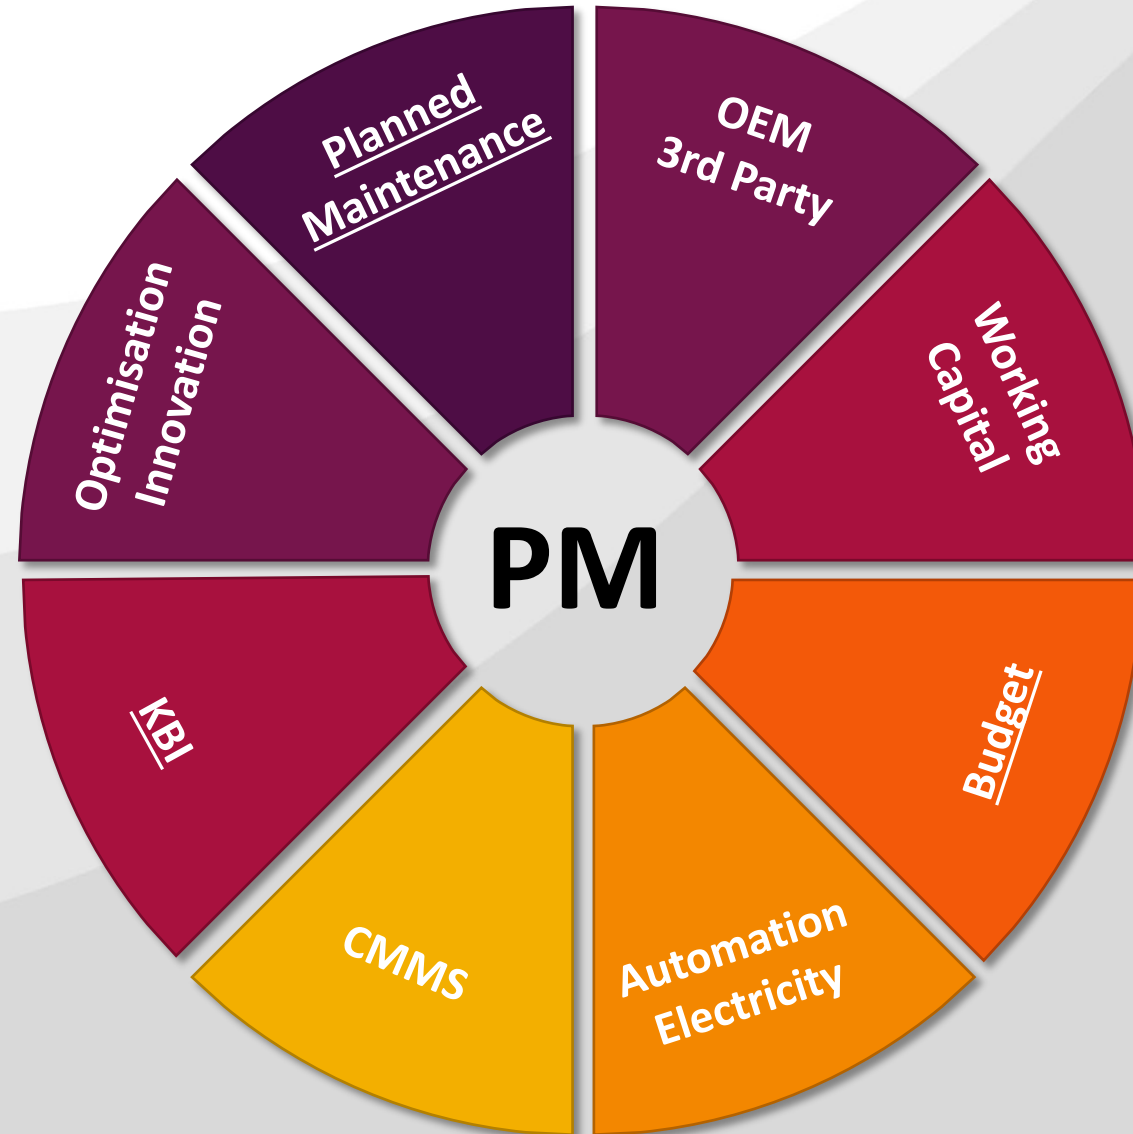 Planned
Maintenance
OEM
3rd Party
Working
Capital
Budget
Automation
Electricity
CMMS
KBI
Optimisation
Innovation
PM